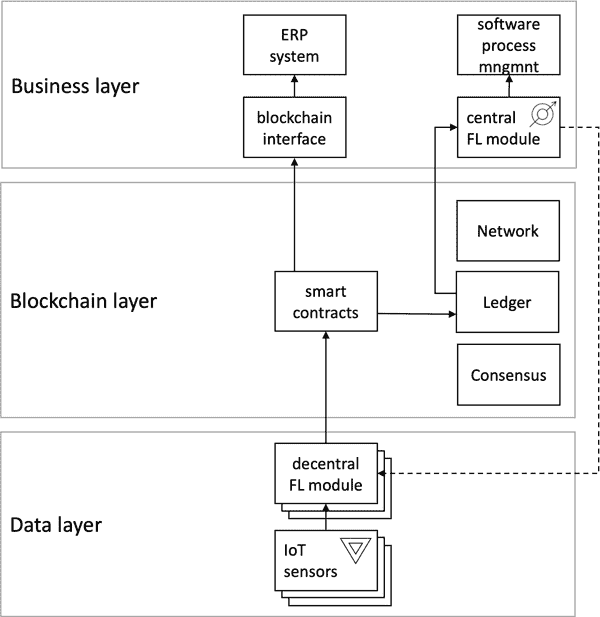 Business layer
ERP
system
software
process
mngmnt
blockchain
interface
central
FL module
Blockchain layer
Network
smart
contracts
Ledger
Consensus
Data layer
decentral
FL module
IoT
sensors